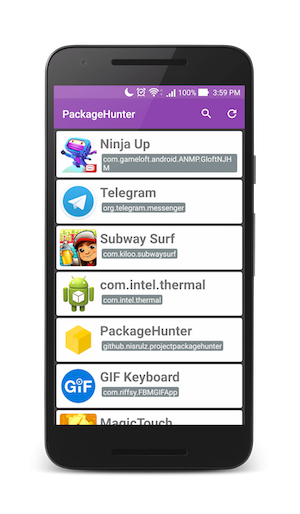 100% 3:59 PM
PackageHunter
Ninja Up
com.gameloft.android.ANMP.GloftNJH
M
Telegram
org.telegram.messenger
Subway Surf
com.kiloo.subwaysurf
com.intel.thermal
com.intel.thermal
PackageHunter
github.nisrulz.projectpackagehunter
GIF
GIF Keyboard
com.riffsy.FBMGIFApp
MagicTouch